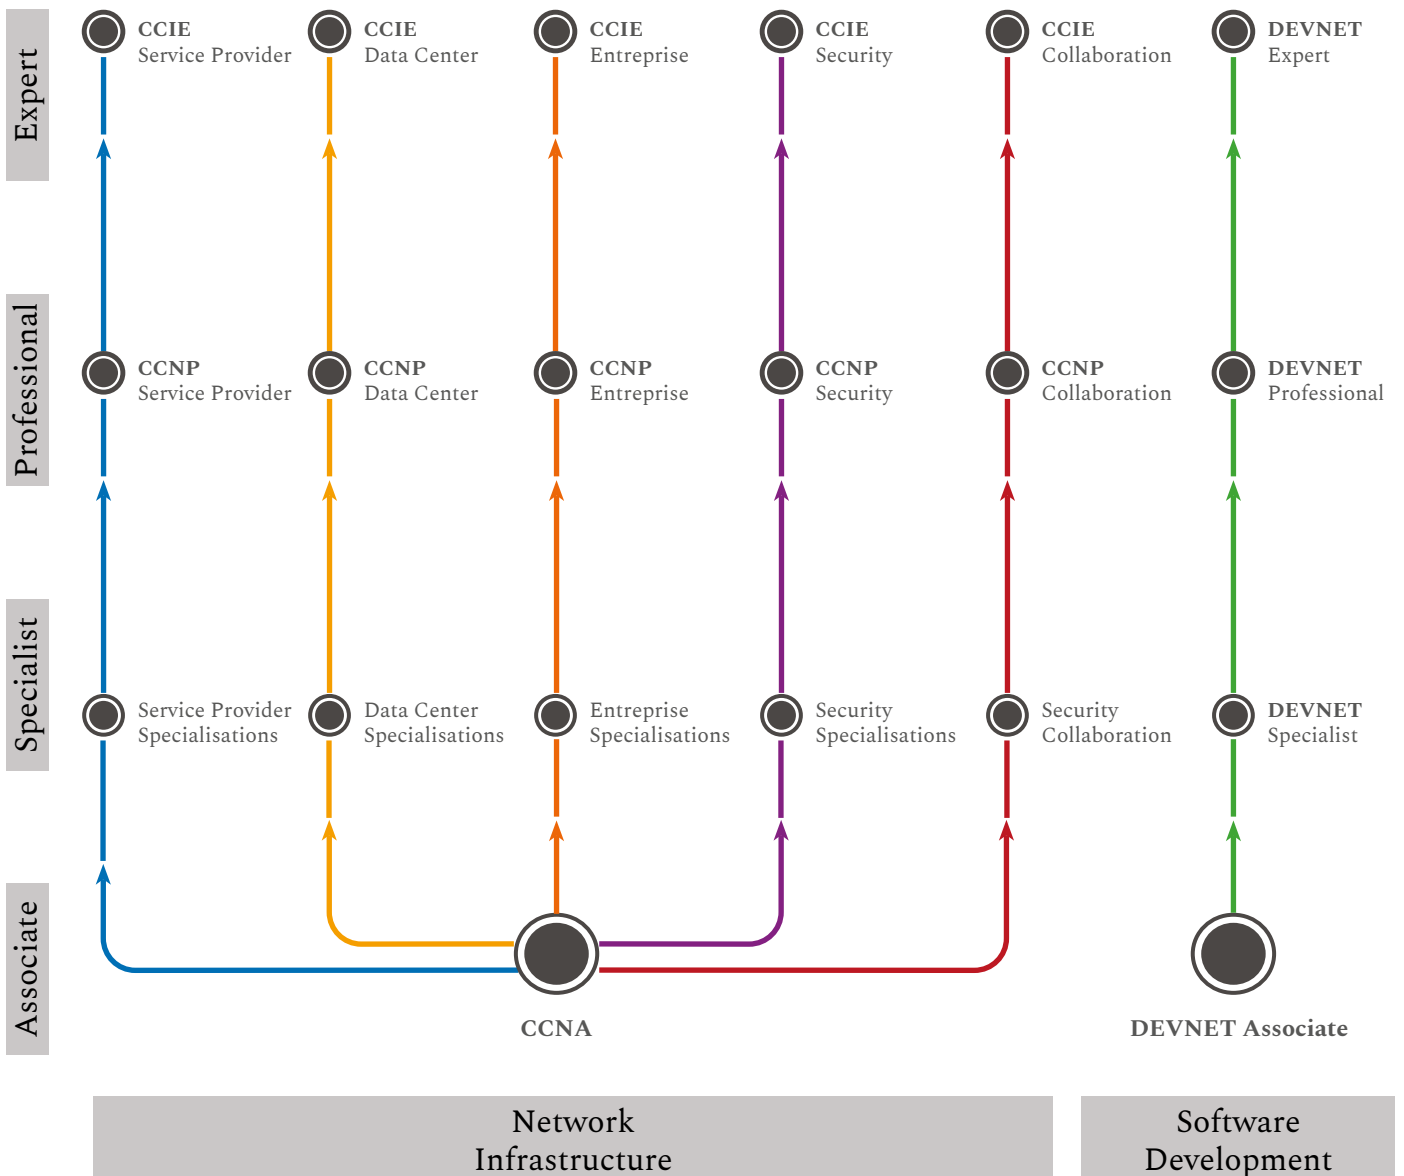 Expert
CCIE
Service Provider
CCIE
Data Center
CCIE
Entreprise
CCIE
Security
CCIE
Collaboration
DEVNET
Expert
Professional
CCNP
Service Provider
CCNP
Data Center
CCNP
Entreprise
CCNP
Security
CCNP
Collaboration
DEVNET
Professional
Specialist
Service Provider
Specialisations
Data Center
Specialisations
Entreprise
Specialisations
Security
Specialisations
Security
Collaboration
DEVNET
Specialist
Associate
CCNA
DEVNET Associate
Network
Infrastructure
Software
Development